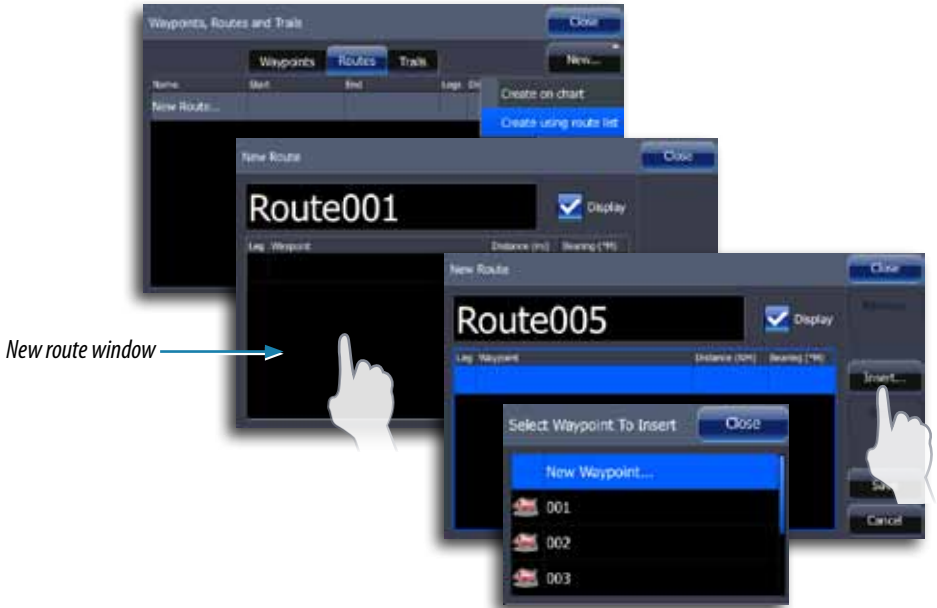 Waypoints, Routes and Trails
Close
Waypoints Routes Trails
New...
Name Start End Legs
New Route...
Create on chart
Create using route list
New Route
Close
Route001
Display
Leg Waypoint
Distance (mi) Bearing (°M)
New Route
Close
Route005
Display
Leg Waypoint
Distance (NM) Bearing (°M)
Insert...
New route window
Select Waypoint To Insert
Close
New Waypoint...
001
002
003
Cancel